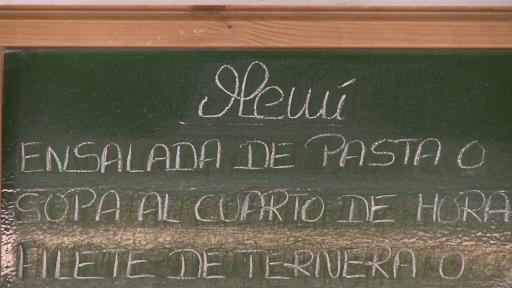 Menú
ENSALADA DE PASTA O
SOPA AL CUARTO DE HORA
FILETE DE TERNERA O